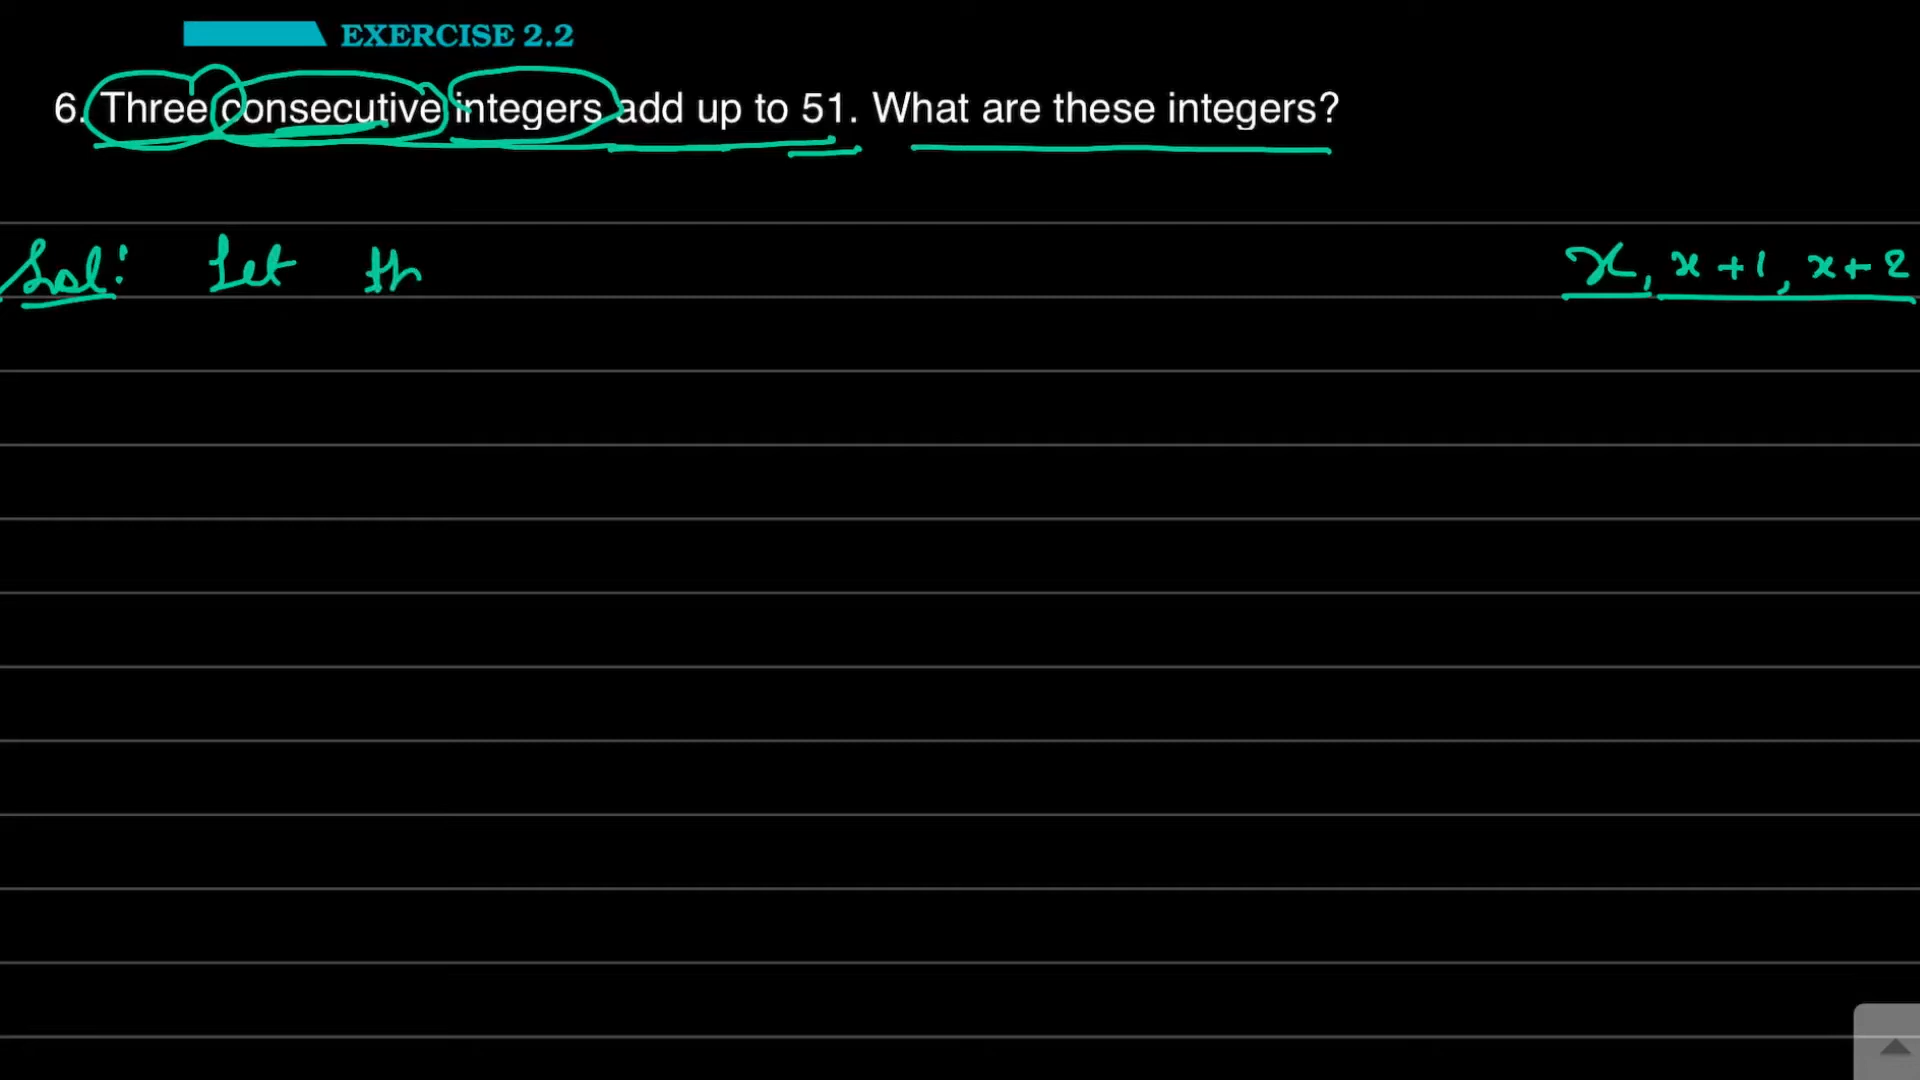 EXERCISE 2.2
6. Three consecutive integers add up to 51. What are these integers?
Sol: Let th x, x+1, x+2